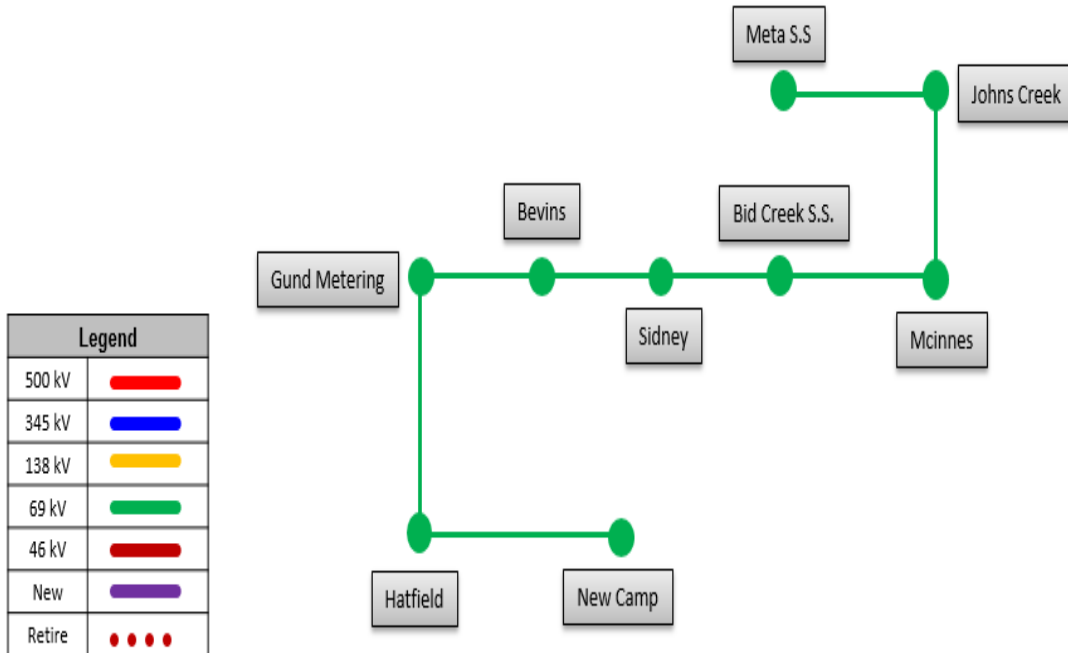 Meta S.S
Johns Creek
Bevins
Bid Creek S.S.
Gund Metering
Sidney
Mcinnes
Hatfield
New Camp
Legend
500 kV
345 kV
138 kV
69 kV
46 kV
New
Retire